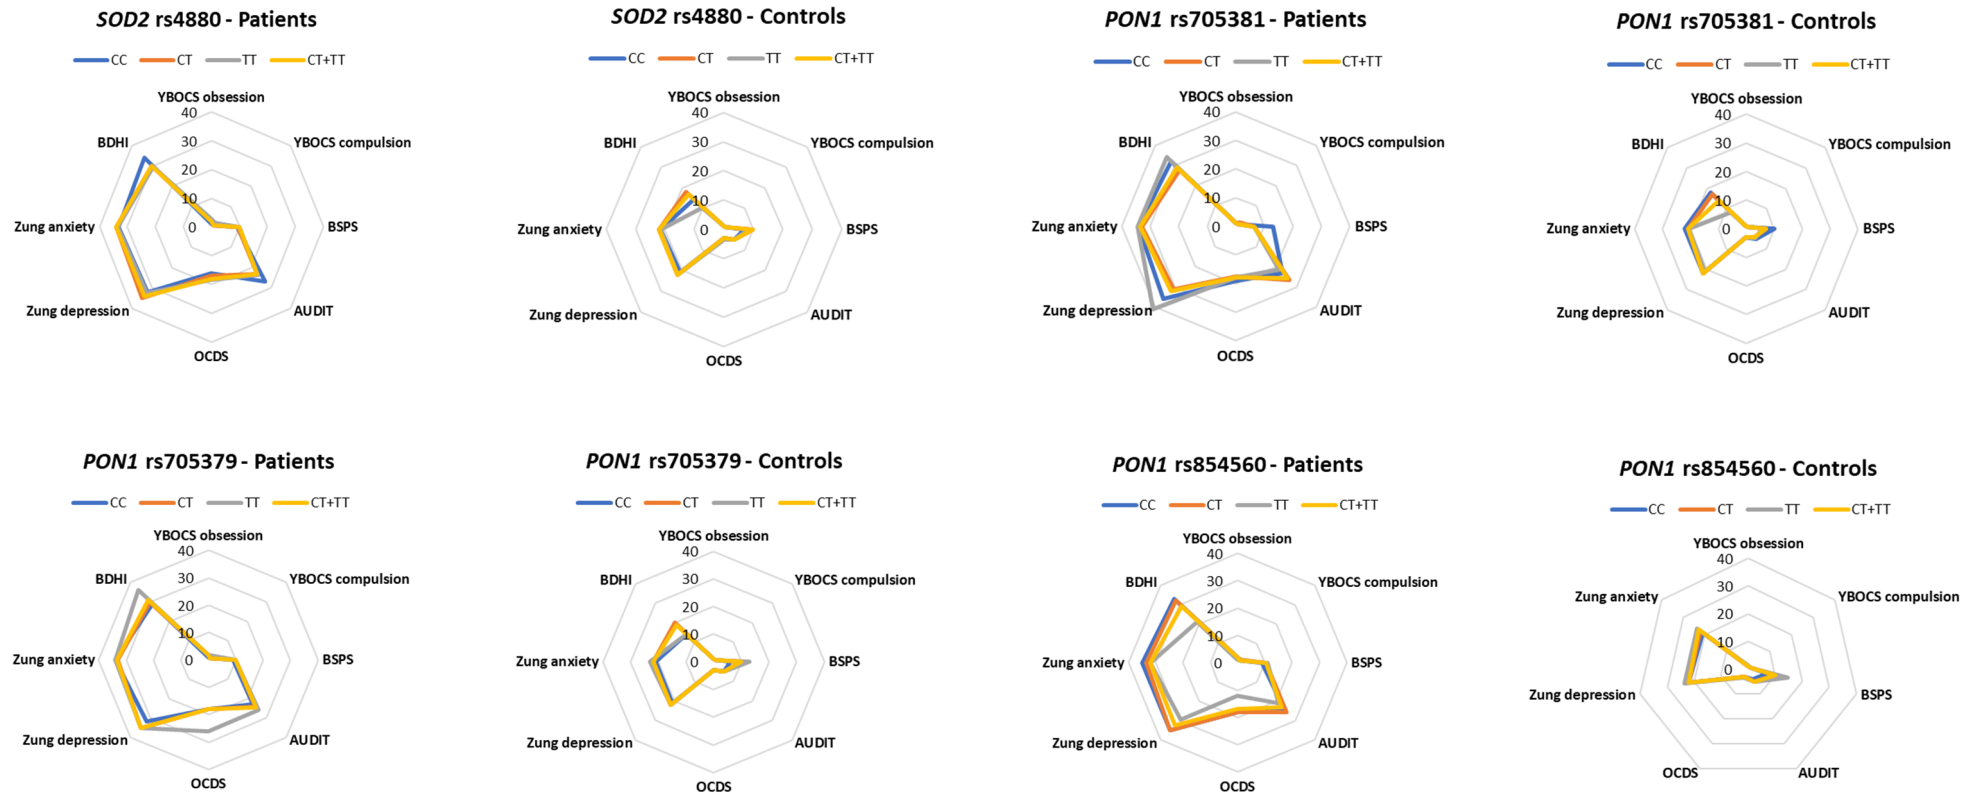 SOD2 rs4880 - Patients
CC CT TT CT+TT
YBOCS obsession
40
BDHI
YBOCS compulsion
30
20
10
Zung anxiety
0
BSPS
Zung depression
AUDIT
OCDS
SOD2 rs4880 - Controls
CC CT TT CT+TT
YBOCS obsession
40
BDHI
YBOCS compulsion
30
20
10
Zung anxiety
0
BSPS
Zung depression
AUDIT
OCDS
PON1 rs705381 - Patients
CC CT TT CT+TT
YBOCS obsession
40
BDHI
YBOCS compulsion
30
20
10
Zung anxiety
0
BSPS
Zung depression
AUDIT
OCDS
PON1 rs705381 - Controls
CC CT TT CT+TT
YBOCS obsession
40
BDHI
YBOCS compulsion
30
20
10
Zung anxiety
0
BSPS
Zung depression
AUDIT
OCDS
PON1 rs705379 - Patients
CC CT TT CT+TT
YBOCS obsession
40
BDHI
YBOCS compulsion
30
20
10
Zung anxiety
0
BSPS
Zung depression
AUDIT
OCDS
PON1 rs705379 - Controls
CC CT TT CT+TT
YBOCS obsession
40
BDHI
YBOCS compulsion
30
20
10
Zung anxiety
0
BSPS
Zung depression
AUDIT
OCDS
PON1 rs854560 - Patients
CC CT TT CT+TT
YBOCS obsession
40
BDHI
YBOCS compulsion
30
20
10
Zung anxiety
0
BSPS
Zung depression
AUDIT
OCDS
PON1 rs854560 - Controls
CC CT TT CT+TT
YBOCS obsession
40
Zung anxiety
YBOCS compulsion
30
20
10
0
Zung depression
BSPS
OCDS
AUDIT